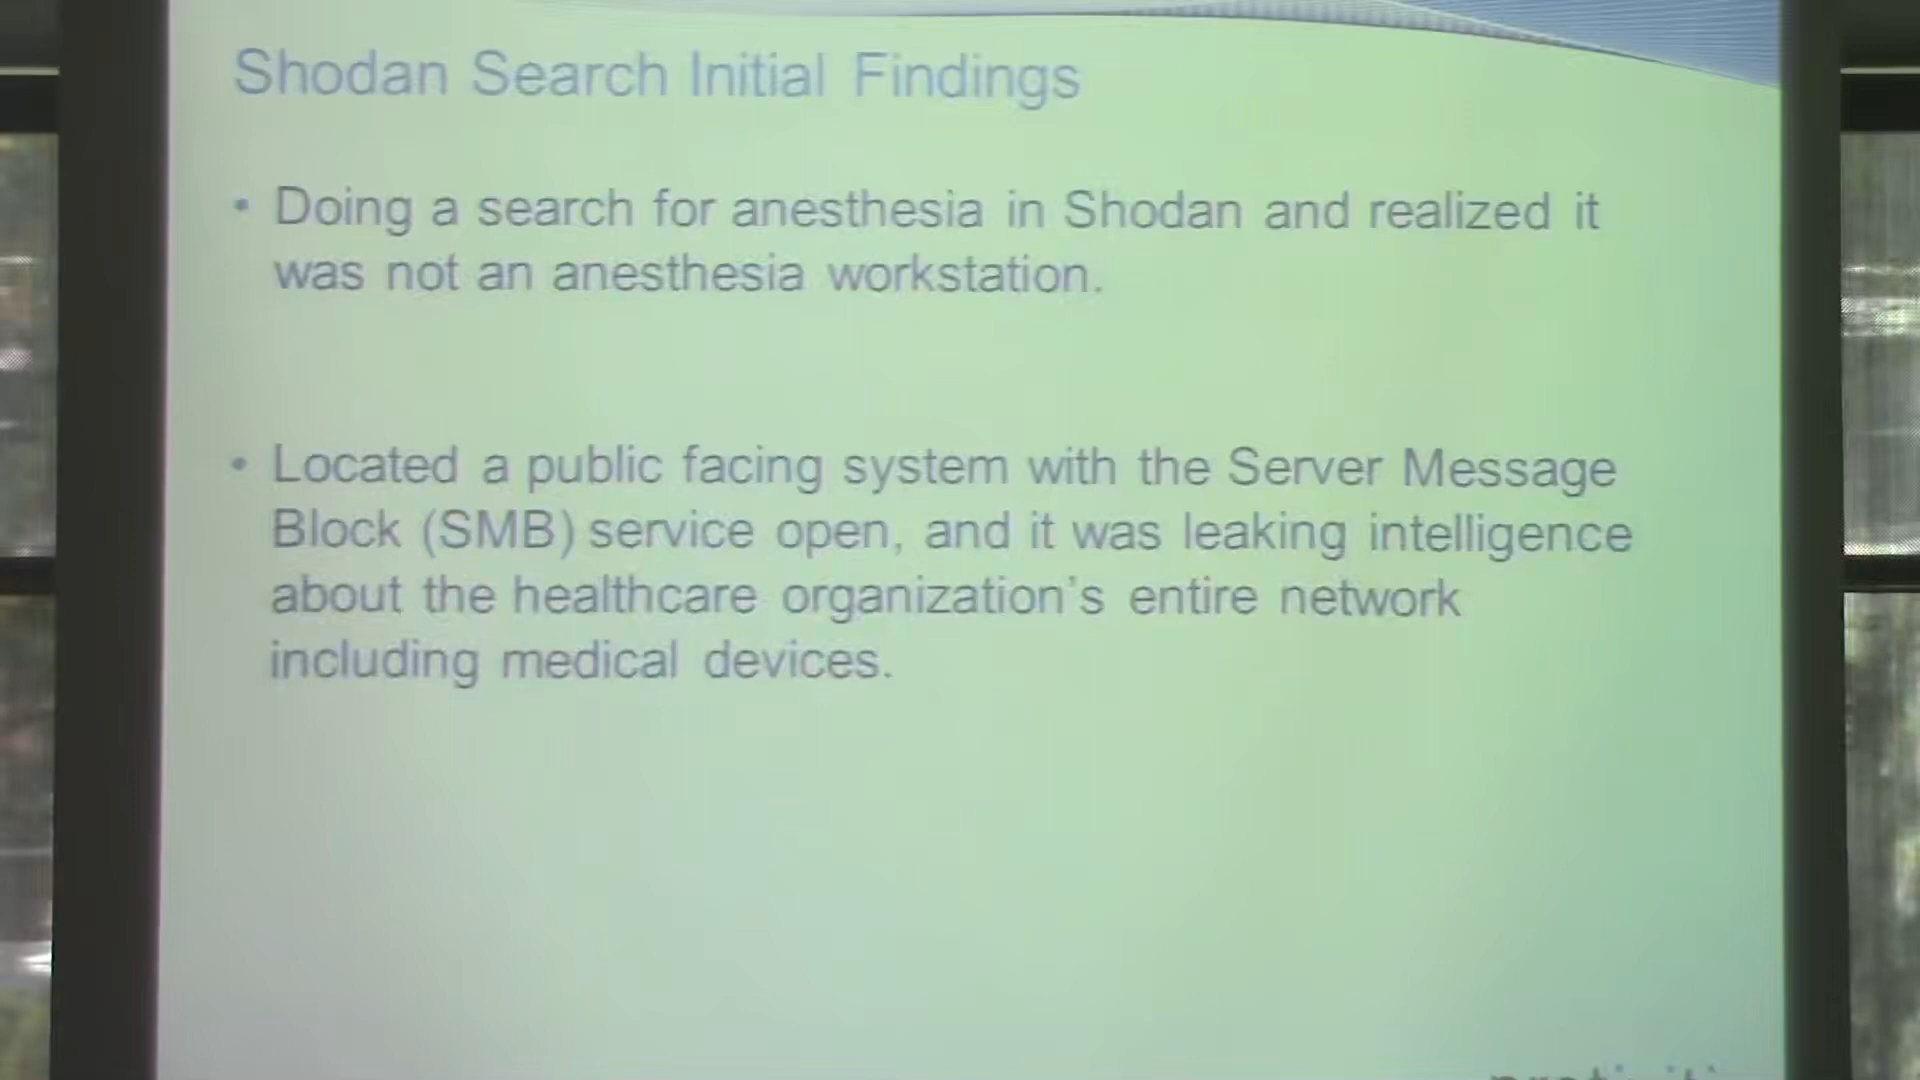 Shodan Search Initial Findings
• Doing a search for anesthesia in Shodan and realized it
was not an anesthesia workstation.
• Located a public facing system with the Server Message
Block (SMB) service open, and it was leaking intelligence
about the healthcare organization's entire network
including medical devices.